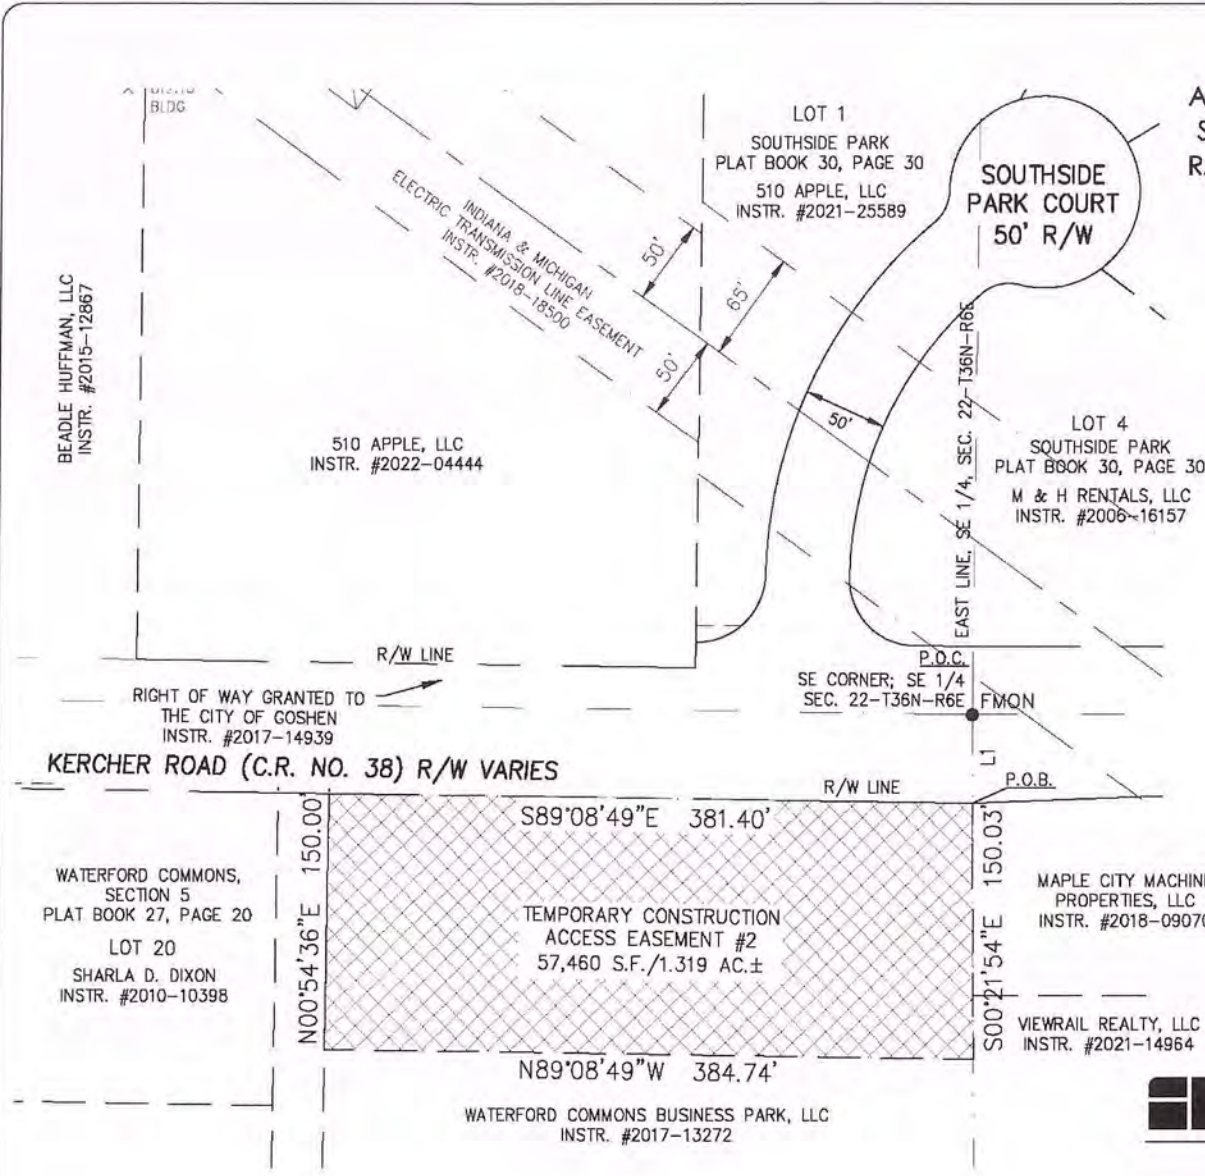 BLDG
LOT 1
SOUTHSIDE PARK
PLAT BOOK 30, PAGE 30
510 APPLE, LLC
INSTR. #2021-25589
SOUTHSIDE
PARK COURT
50' R/W
A
S
R
INDIANA & MICHIGAN
ELECTRIC TRANSMISSION LINE EASEMENT
INSTR. #2018-18500
50'
65'
50'
50'
BEADLE HUFFMAN, LLC
INSTR. #2015-12867
510 APPLE, LLC
INSTR. #2022-04444
EAST LINE, SE 1/4, SEC. 22-T36N-R6E
LOT 4
SOUTHSIDE PARK
PLAT BOOK 30, PAGE 30
M & H RENTALS, LLC
INSTR. #2006-16157
R/W LINE
RIGHT OF WAY GRANTED TO
THE CITY OF GOSHEN
INSTR. #2017-14939
P.O.C.
SE CORNER; SE 1/4
SEC. 22-T36N-R6E
FMON
KERCHER ROAD (C.R. NO. 38) R/W VARIES
L1
R/W LINE
P.O.B.
S89°08'49"E 381.40'
N00°54'36"E 150.00'
S00°21'54"E 150.03'
WATERFORD COMMONS,
SECTION 5
PLAT BOOK 27, PAGE 20
LOT 20
SHARLA D. DIXON
INSTR. #2010-10398
TEMPORARY CONSTRUCTION
ACCESS EASEMENT #2
57,460 S.F./1.319 AC.±
MAPLE CITY MACHIN
PROPERTIES, LLC
INSTR. #2018-0907
VIEWRAIL REALTY, LLC
INSTR. #2021-14964
N89°08'49"W 384.74'
WATERFORD COMMONS BUSINESS PARK, LLC
INSTR. #2017-13272